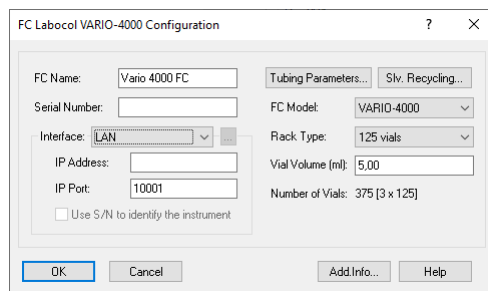 FC Labocol VARIO-4000 Configuration
FC Name: Vario 4000 FC
Serial Number:
Interface: LAN ...
IP Address:
IP Port: 10001
Use S/N to identify the instrument
Tubing Parameters... Slv. Recycling...
FC Model: VARIO-4000
Rack Type: 125 vials
Vial Volume (ml): 5,00
Number of Vials: 375 [3 x 125]
OK Cancel Add.Info... Help